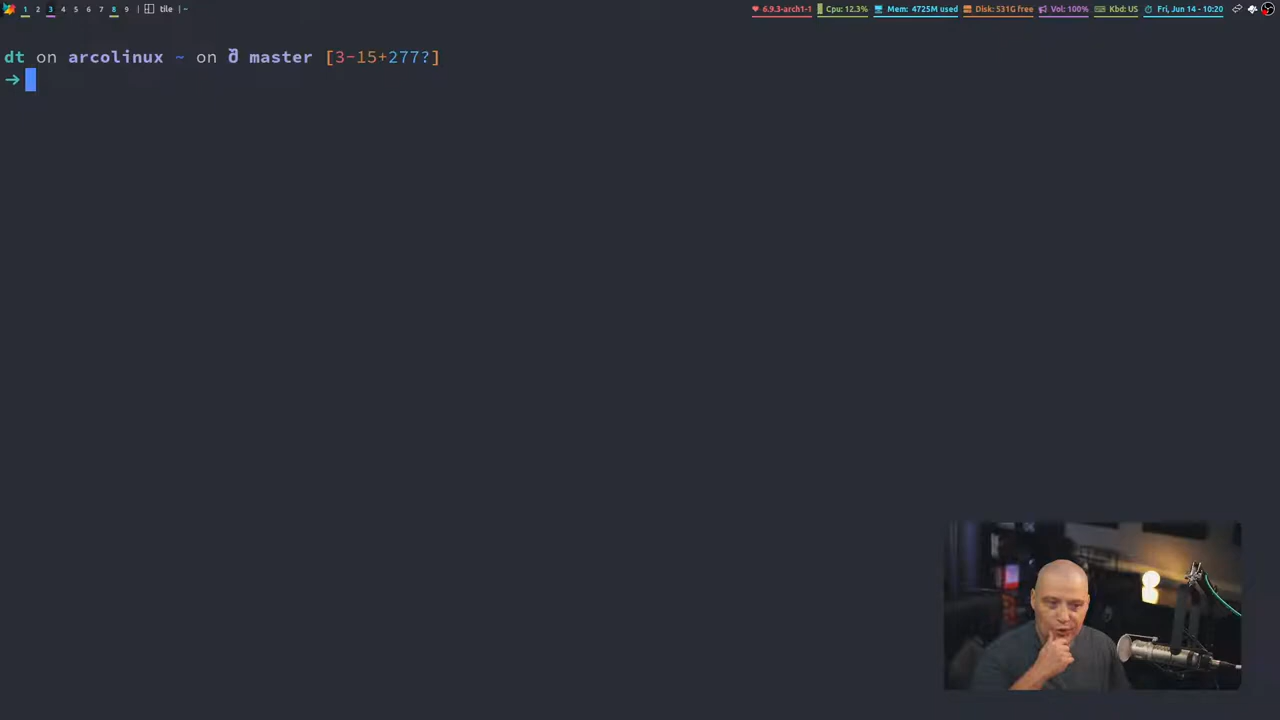 1 2 3 4 5 6 7 8 9 | tile | ~
6.9.3-arch1-1 Cpu: 12.3% Mem: 4725M used Disk: 531G free Vol: 100% Kbd: US Fri, Jun 14 - 10:20
dt on arcolinux ~ on ð master [3-15+277?]
→